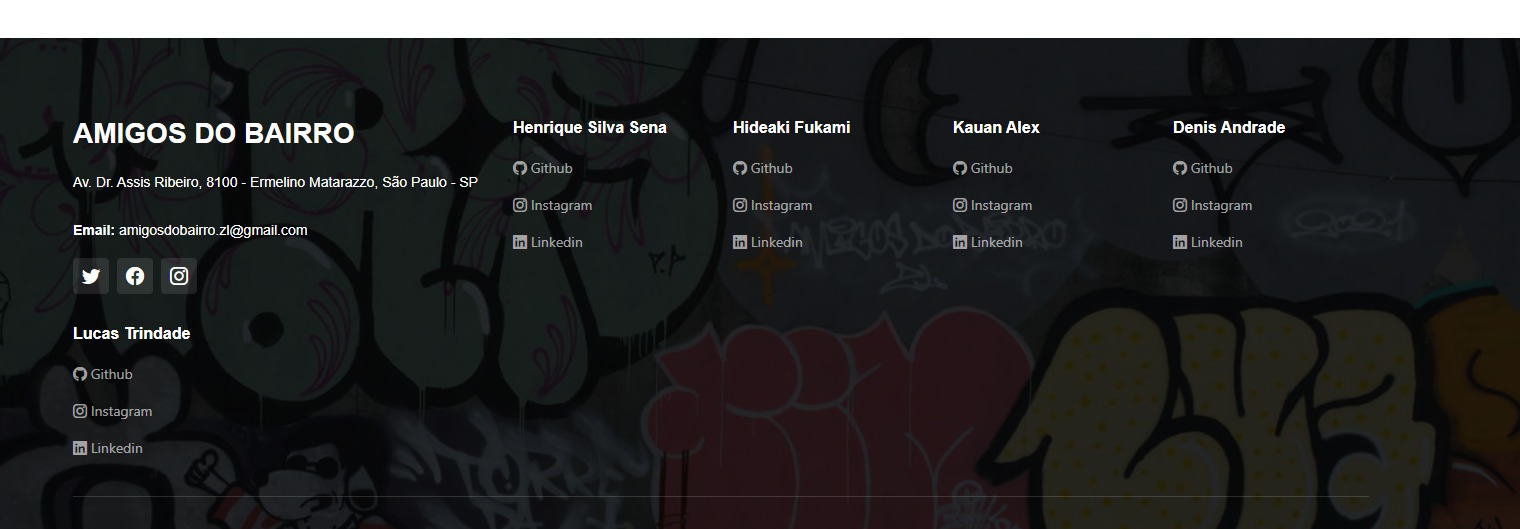 AMIGOS DO BAIRRO
Av. Dr. Assis Ribeiro, 8100 - Ermelino Matarazzo, São Paulo - SP
Email: amigosdobairro.zl@gmail.com
Henrique Silva Sena
Github
Instagram
Linkedin
Hideaki Fukami
Github
Instagram
Linkedin
Kauan Alex
Github
Instagram
Linkedin
Denis Andrade
Github
Instagram
Linkedin
Lucas Trindade
Github
Instagram
Linkedin